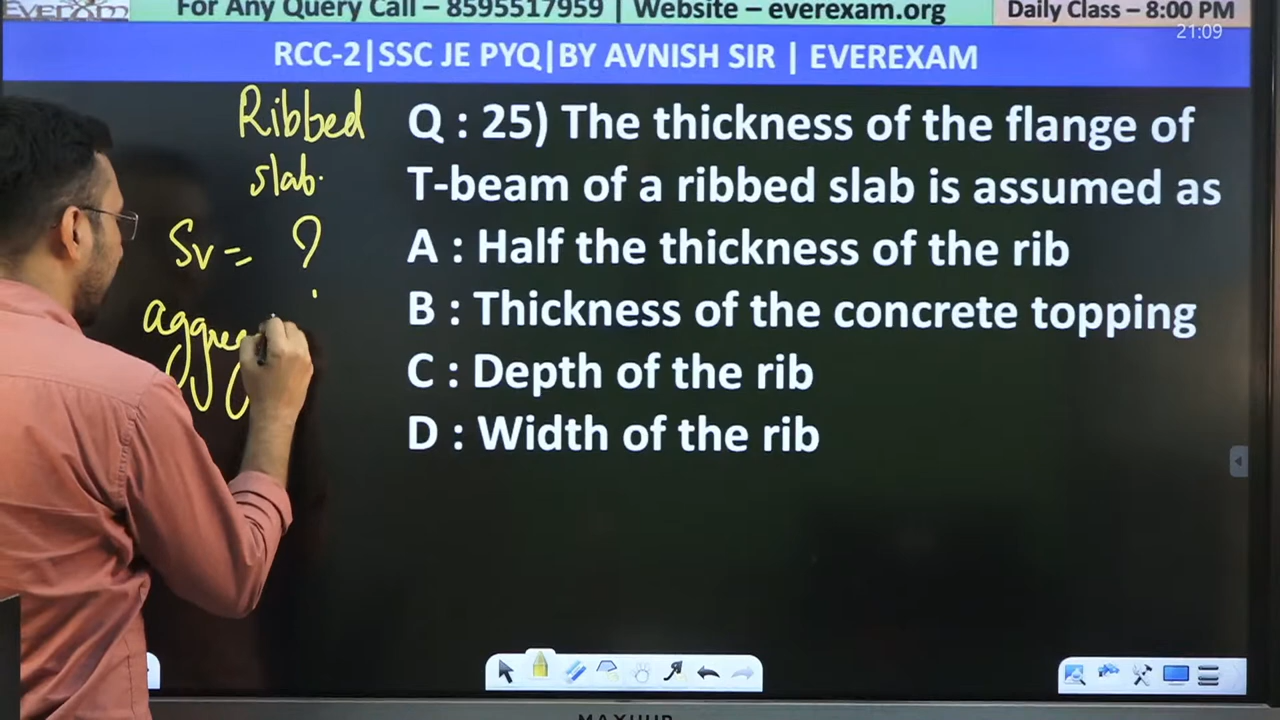 For Any Query Call – 8595517959 | Website – everexam.org
Daily Class – 8:00 PM
21:09
RCC-2|SSC JE PYQ|BY AVNISH SIR | EVEREXAM
Ribbed
slab.
Sv = ?
Q : 25) The thickness of the flange of
T-beam of a ribbed slab is assumed as
A : Half the thickness of the rib
B : Thickness of the concrete topping
C : Depth of the rib
D : Width of the rib